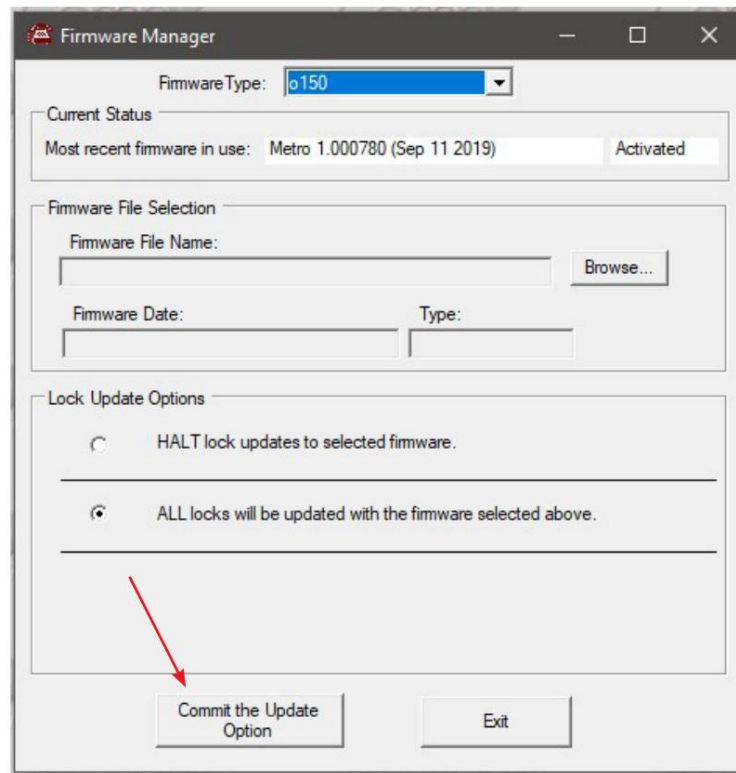 Firmware Manager
FirmwareType: o150
Current Status
Most recent firmware in use: Metro 1.000780 (Sep 11 2019) Activated
Firmware File Selection
Firmware File Name:
Browse...
Firmware Date: Type:
Lock Update Options
HALT lock updates to selected firmware.
ALL locks will be updated with the firmware selected above.
Commit the Update
Option
Exit